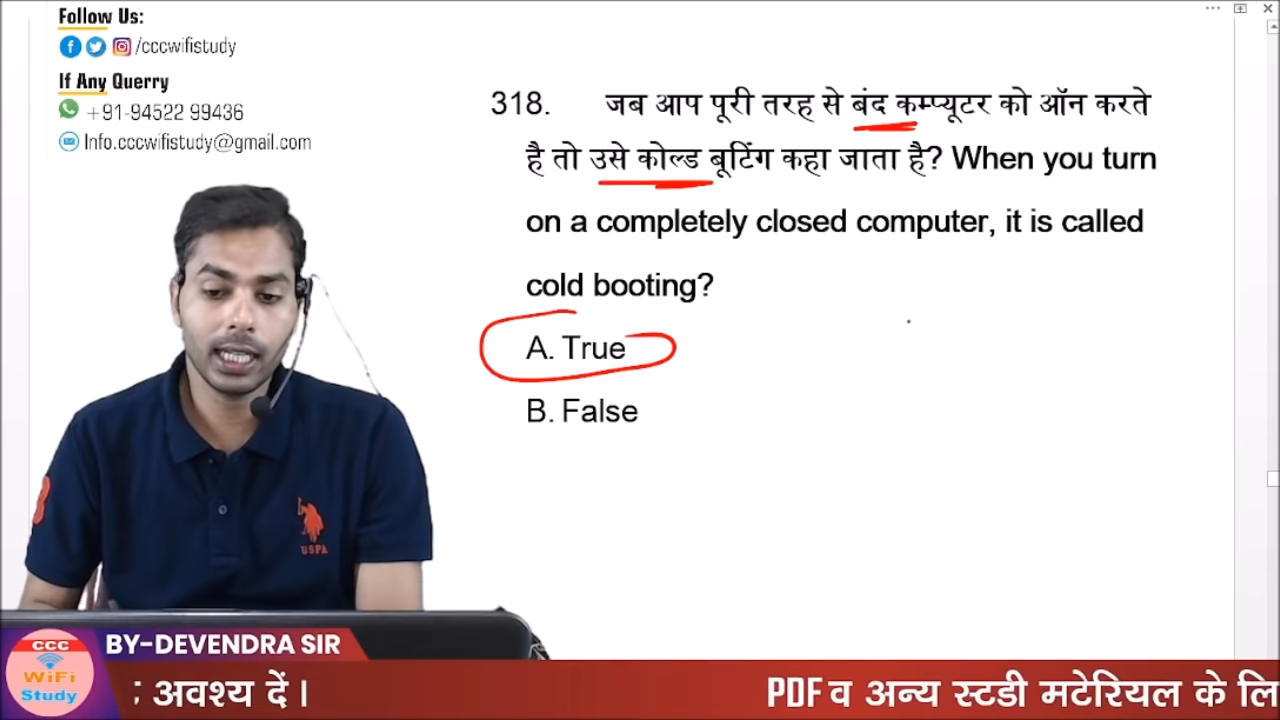 Follow Us:
/cccwifistudy
If Any Querry
+91-94522 99436
Info.cccwifistudy@gmail.com
318. जब आप पूरी तरह से बंद कम्प्यूटर को ऑन करते
है तो उसे कोल्ड बूटिंग कहा जाता है? When you turn
on a completely closed computer, it is called
cold booting?
A. True
B. False
USPA
CCC
WiFi
Study
BY-DEVENDRA SIR
अवश्य दें।
PDF व अन्य स्टडी मटेरियल के लि